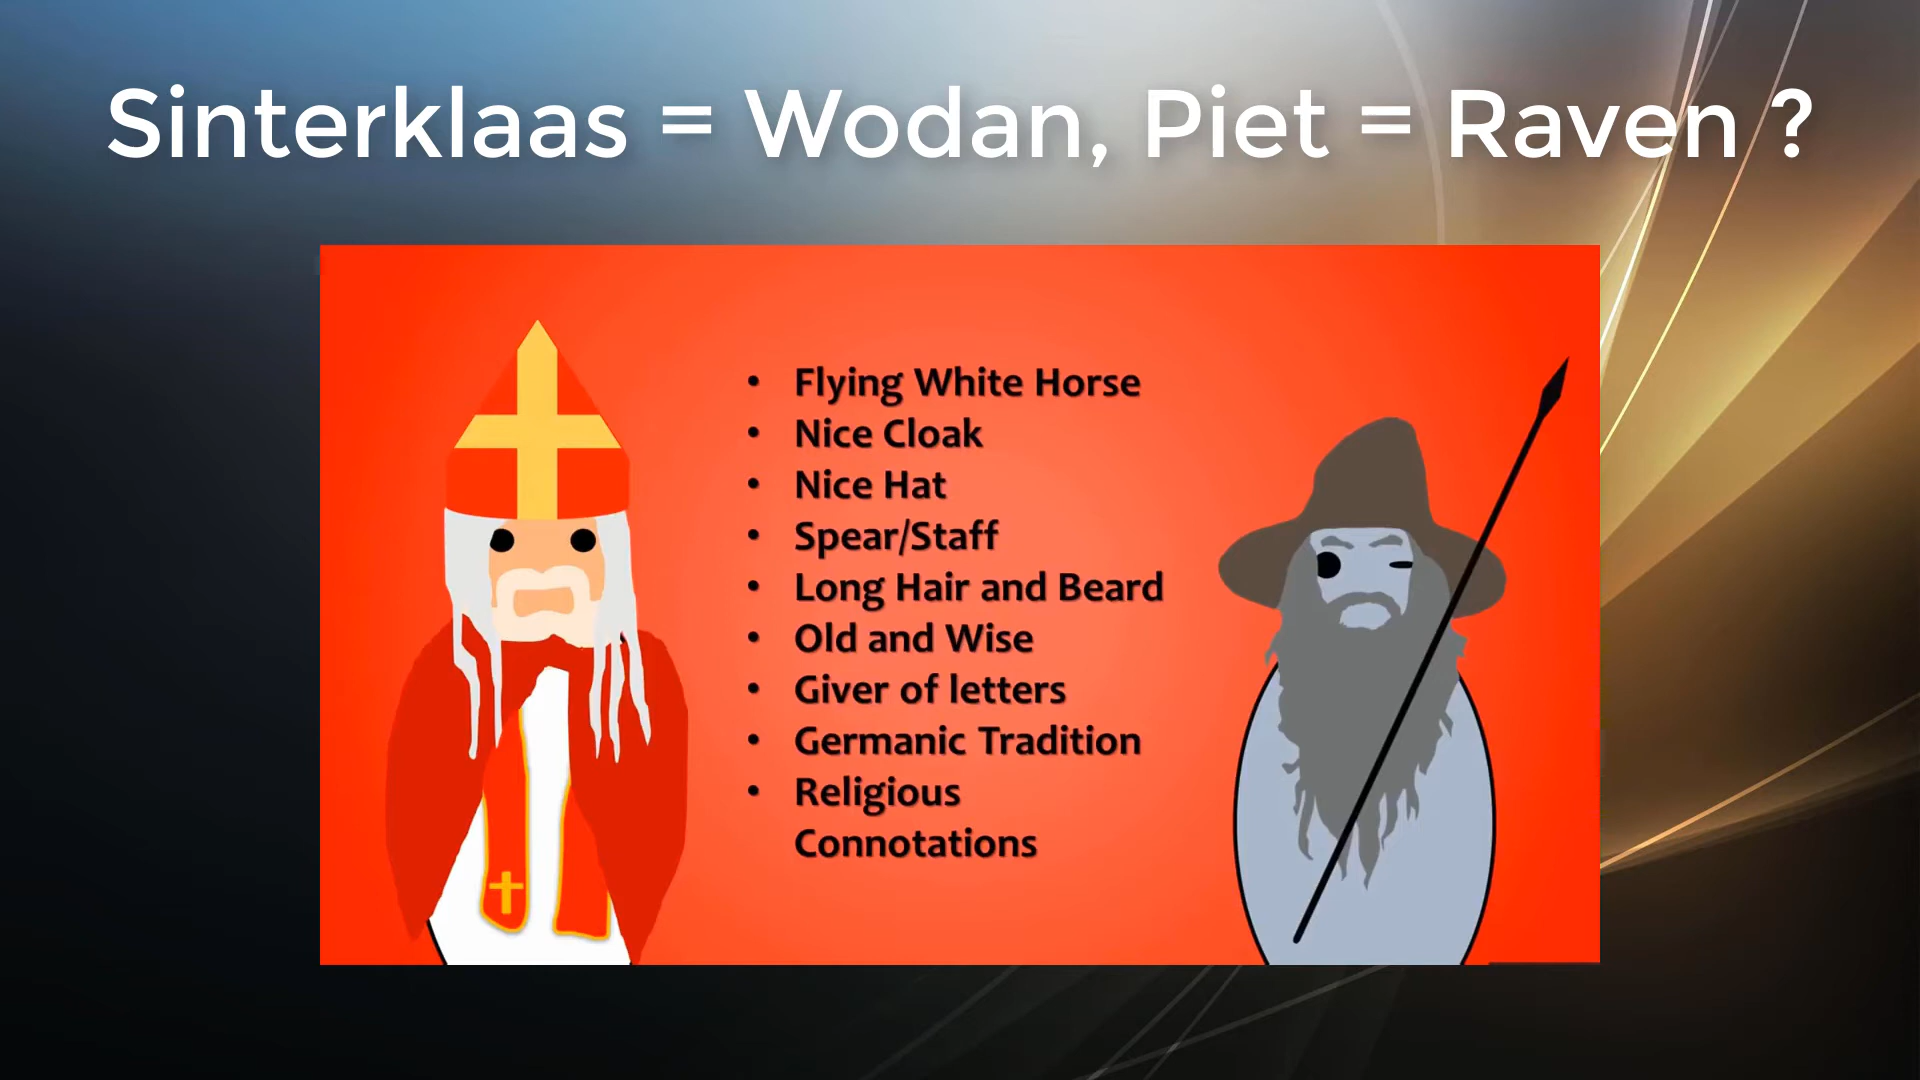 Sinterklaas = Wodan, Piet = Raven ?
• Flying White Horse
• Nice Cloak
• Nice Hat
• Spear/Staff
• Long Hair and Beard
• Old and Wise
• Giver of letters
• Germanic Tradition
• Religious
Connotations